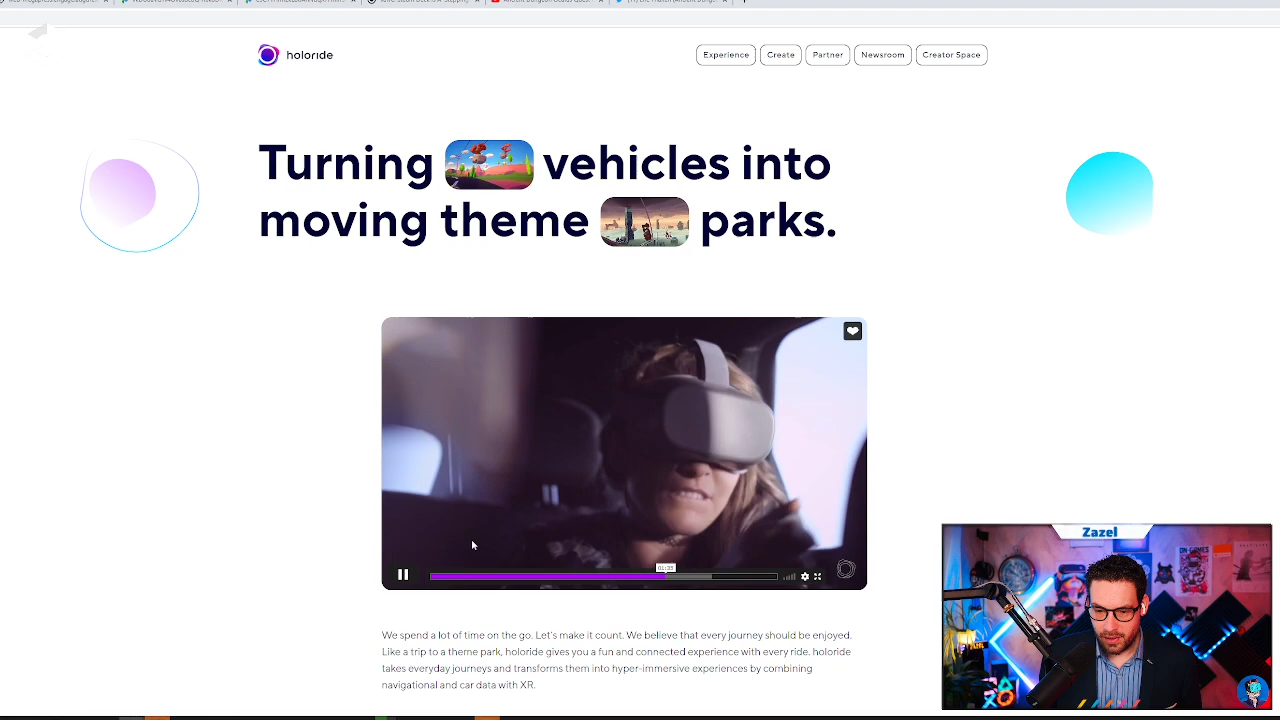 holoride
Experience
Create
Partner
Newsroom
Creator Space
Turning vehicles into
moving theme parks.
01:35
We spend a lot of time on the go. Let's make it count. We believe that every journey should be enjoyed.
Like a trip to a theme park, holoride gives you a fun and connected experience with every ride. holoride
takes everyday journeys and transforms them into hyper-immersive experiences by combining
navigational and car data with XR.
Zazel